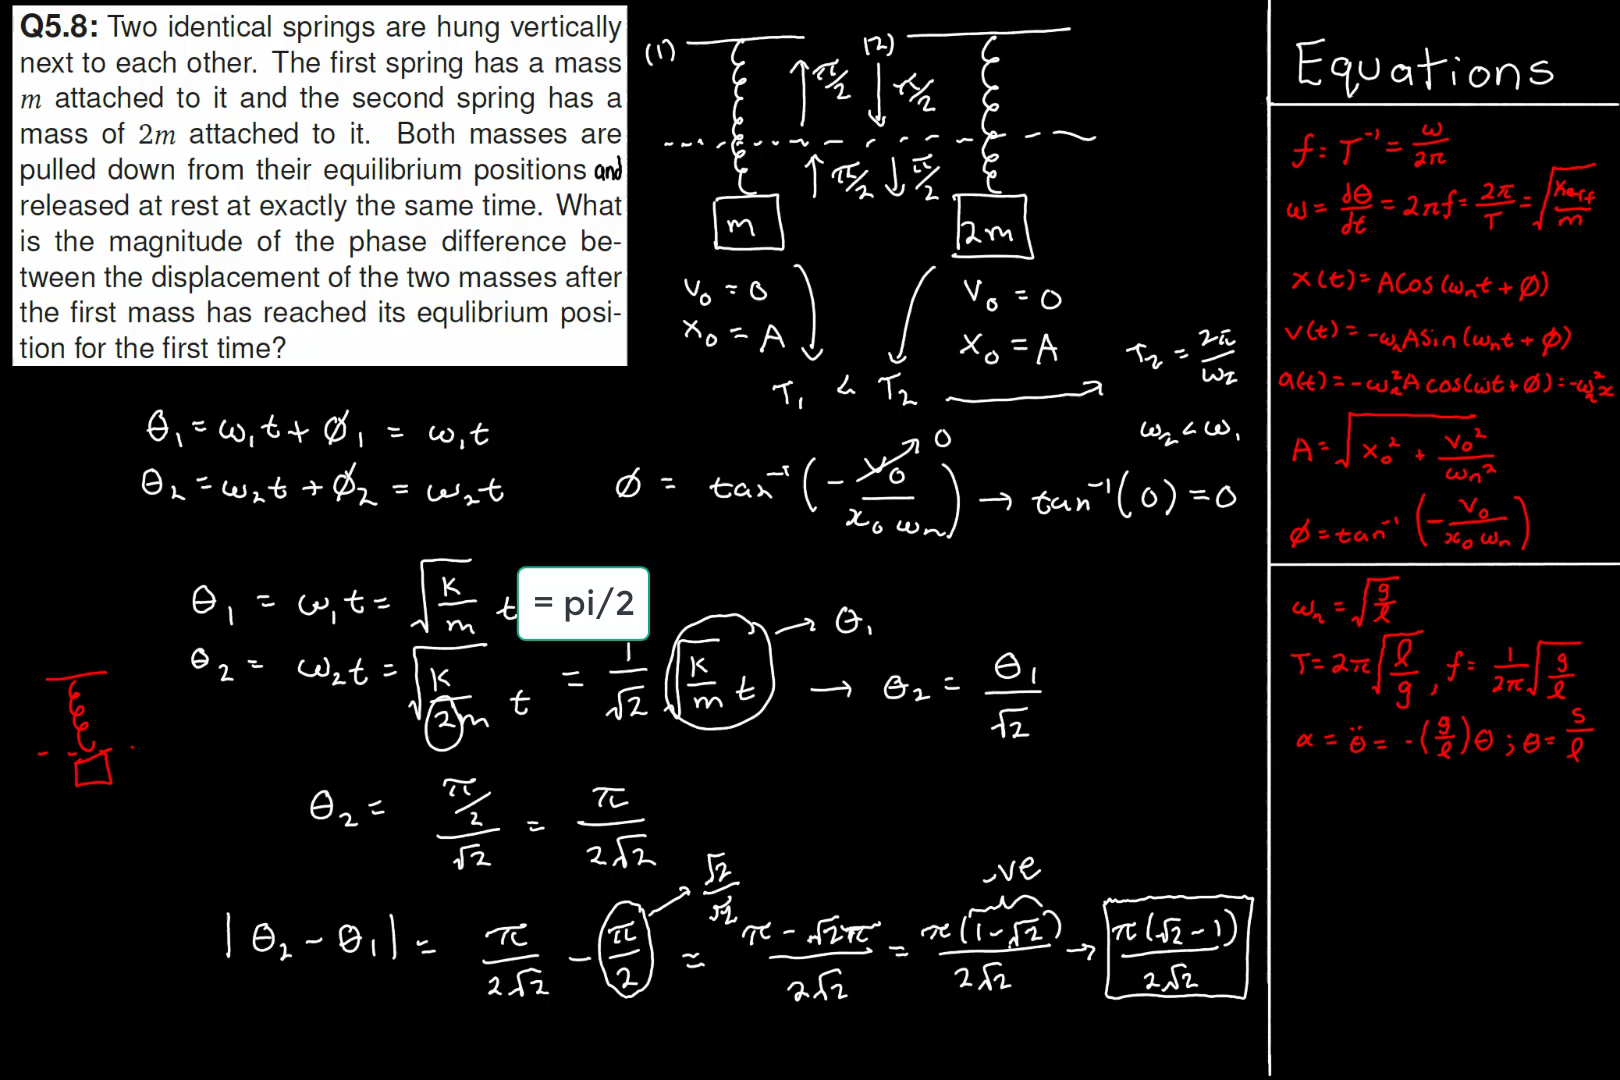 Q5.8: Two identical springs are hung vertically
next to each other. The first spring has a mass
m attached to it and the second spring has a
mass of 2m attached to it. Both masses are
pulled down from their equilibrium positions and
released at rest at exactly the same time. What
is the magnitude of the phase difference be-
tween the displacement of the two masses after
the first mass has reached its equlibrium posi-
tion for the first time?
(1)
(2)
π/2
π/2
π/2
π/2
m
2m
v₀ = 0
x₀ = A
v₀ = 0
x₀ = A
T₁ < T₂ → T₂ = 2π/ω₂
ω₂ < ω₁
θ₁ = ω₁t + φ₁ = ω₁t
θ₂ = ω₂t + φ₂ = ω₂t
φ = tan⁻¹(-v₀/(x₀ωₙ)) → tan⁻¹(0) = 0
0
θ₁ = ω₁t = √(k/m) t = pi/2
θ₂ = ω₂t = √(k/2m) t = 1/√2 √(k/m) t → θ₂ = θ₁/√2
→ θ₁
θ₂ = (π/2)/√2 = π/(2√2)
|θ₂ - θ₁| = π/(2√2) - π/2 = (π - √2π)/(2√2) = π(1-√2)/(2√2) → π(√2-1)/(2√2)
√2/√2
-ve
Equations
f = T⁻¹ = ω/2π
ω = dθ/dt = 2πf = 2π/T = √(keff/m)
x(t) = A cos(ωₙt + φ)
v(t) = -ωₙA sin(ωₙt + φ)
a(t) = -ωₙ²A cos(ωt + φ) = -ωₙ²x
A = √(x₀² + v₀²/ωₙ²)
φ = tan⁻¹(-v₀/(x₀ωₙ))
ωₙ = √(g/l)
T = 2π√(l/g), f = 1/2π √(g/l)
α = θ̈ = -(g/l)θ ; θ = s/l